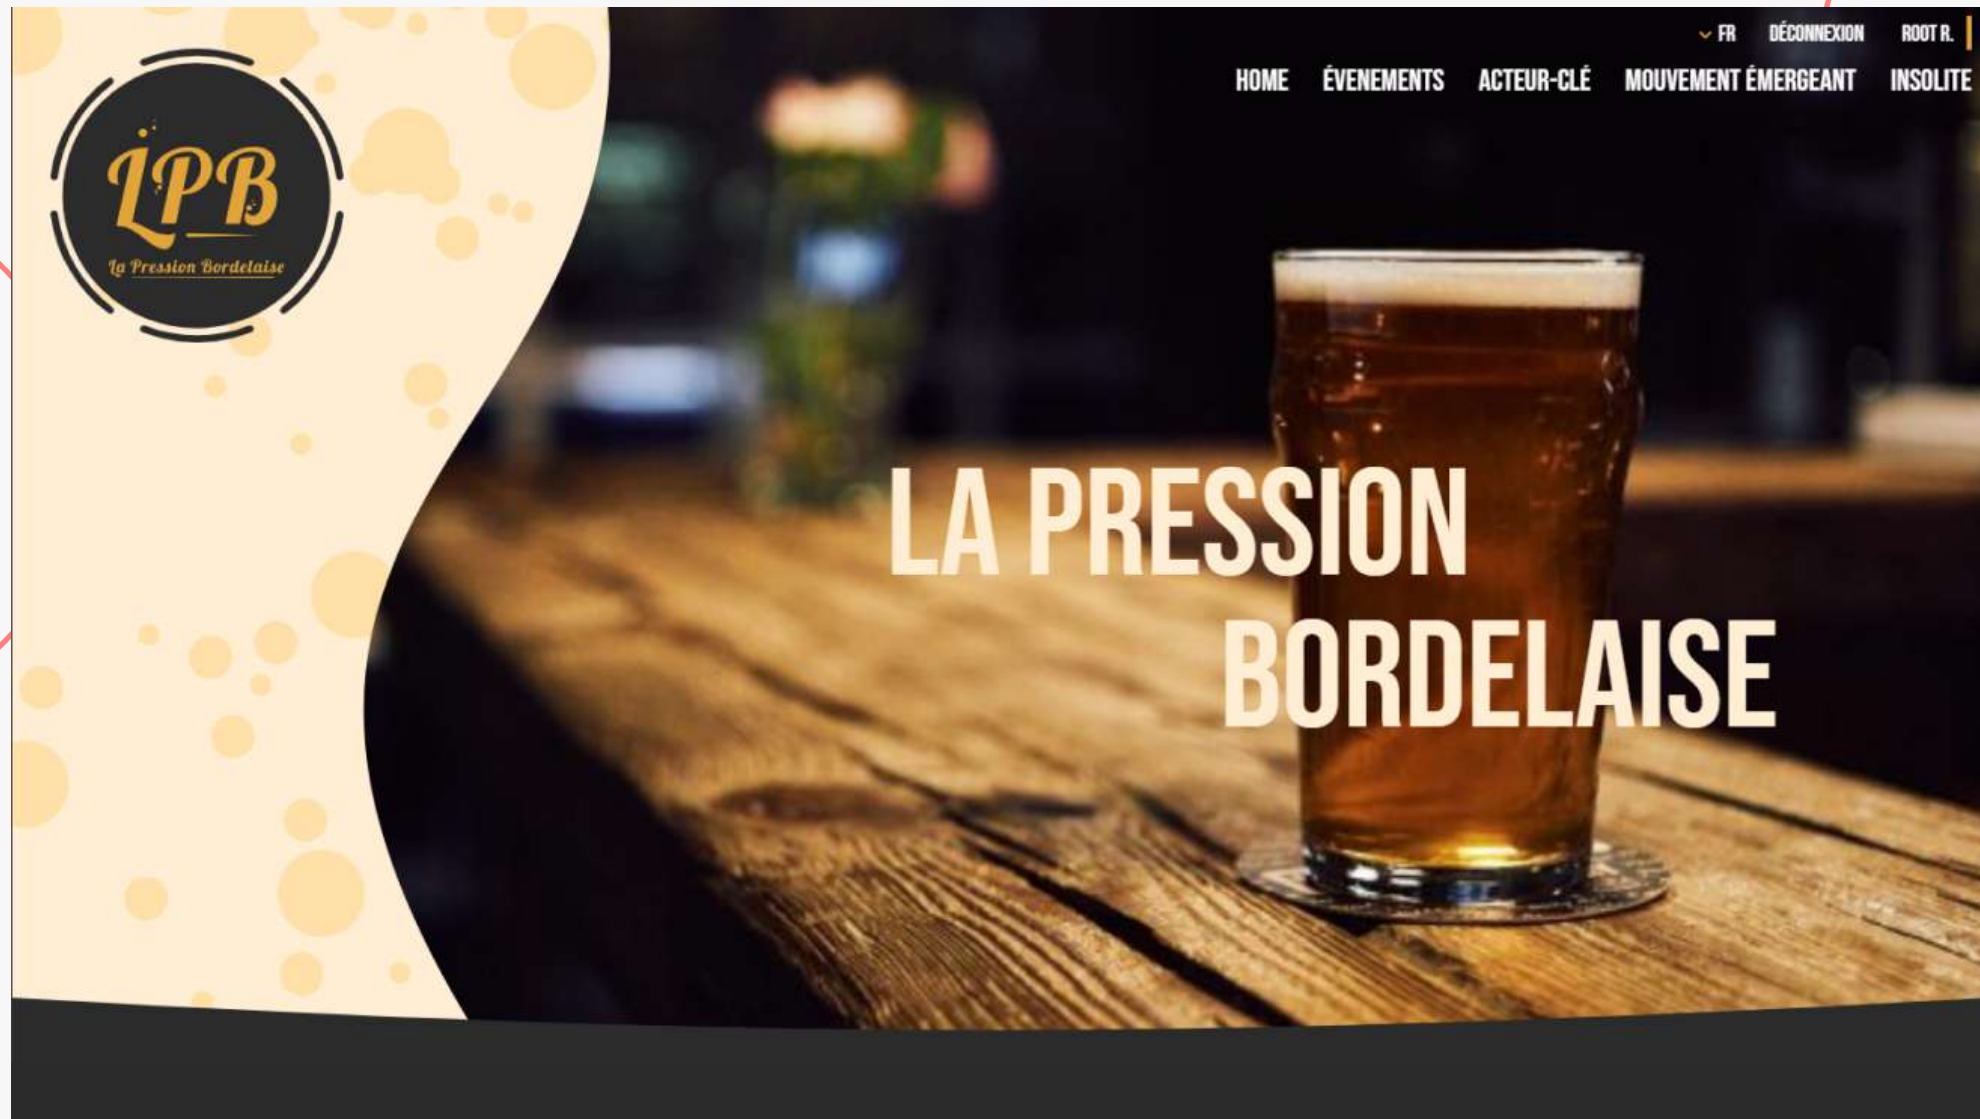 FR DÉCONNEXION ROOT R.
HOME ÉVENEMENTS ACTEUR-CLÉ MOUVEMENT ÉMERGEANT INSOLITE
LPB
La Pression Bordelaise
LA PRESSION
BORDELAISE